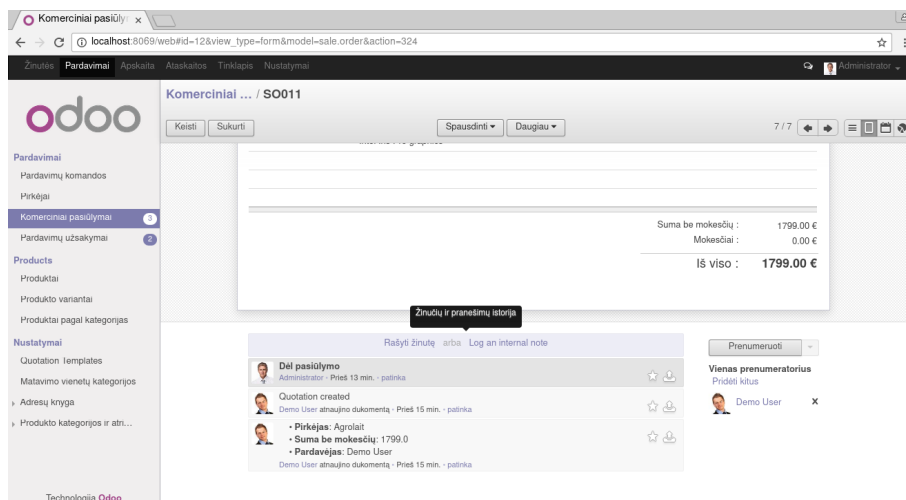 Komerciniai pasiūly
localhost:8069/web#id=12&view_type=form&model=sale.order&action=324
Žinutės Pardavimai Apskaita Ataskaitos Tinklapis Nustatymai
Administrator
odoo
Komerciniai ... / SO011
Keisti Sukurti
Spausdinti Daugiau
7 / 7
Pardavimai
Pardavimų komandos
Pirkėjai
Komerciniai pasiūlymai 3
Pardavimų užsakymai 2
Products
Produktai
Produkto variantai
Produktai pagal kategorijas
Nustatymai
Quotation Templates
Matavimo vienetų kategorijos
Adresų knyga
Produkto kategorijos ir atri...
Technologija Odoo
Suma be mokesčių : 1799.00 €
Mokesčiai : 0.00 €
Iš viso : 1799.00 €
Žinučių ir pranešimų istorija
Rašyti žinutę arba Log an internal note
Dėl pasiūlymo
Administrator - Prieš 13 min. - patinka
Quotation created
Demo User atnaujino dukomentą - Prieš 15 min. - patinka
• Pirkėjas: Agrolait
• Suma be mokesčių: 1799.0
• Pardavėjas: Demo User
Demo User atnaujino dukomentą - Prieš 15 min. - patinka
Prenumeruoti
Vienas prenumeratorius
Pridėti kitus
Demo User x